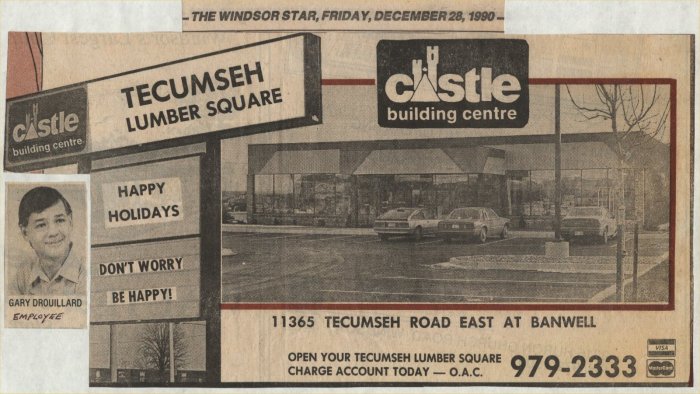 - THE WINDSOR STAR, FRIDAY, DECEMBER 28, 1990 -
TECUMSEH
LUMBER SQUARE
castle
building centre
castle
building centre
HAPPY
HOLIDAYS
DON'T WORRY
BE HAPPY!
GARY DROUILLARD
EMPLOYEE
11365 TECUMSEH ROAD EAST AT BANWELL
OPEN YOUR TECUMSEH LUMBER SQUARE
CHARGE ACCOUNT TODAY — O.A.C.
979-2333
VISA
MasterCard